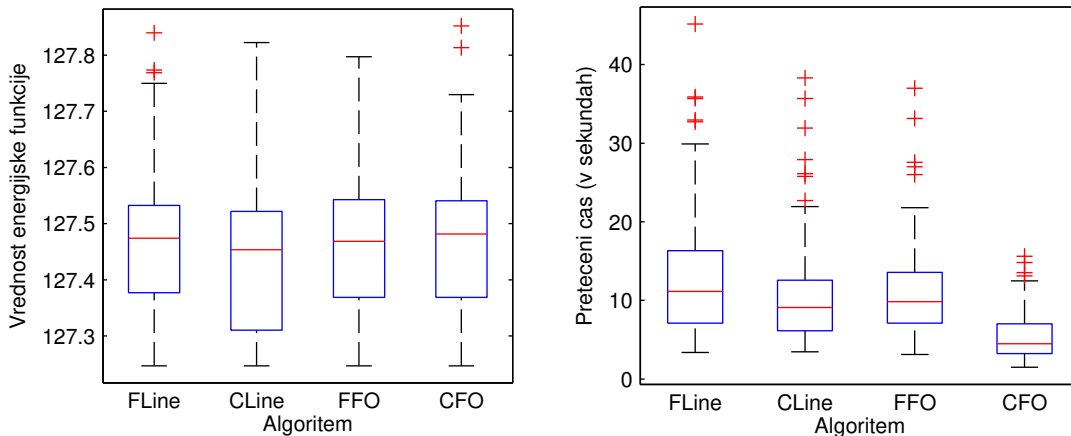 Vrednost energijske funkcije
127.8
127.7
127.6
127.5
127.4
127.3
FLine CLine FFO CFO
Algoritem
Preteceni cas (v sekundah)
40
30
20
10
0
FLine CLine FFO CFO
Algoritem